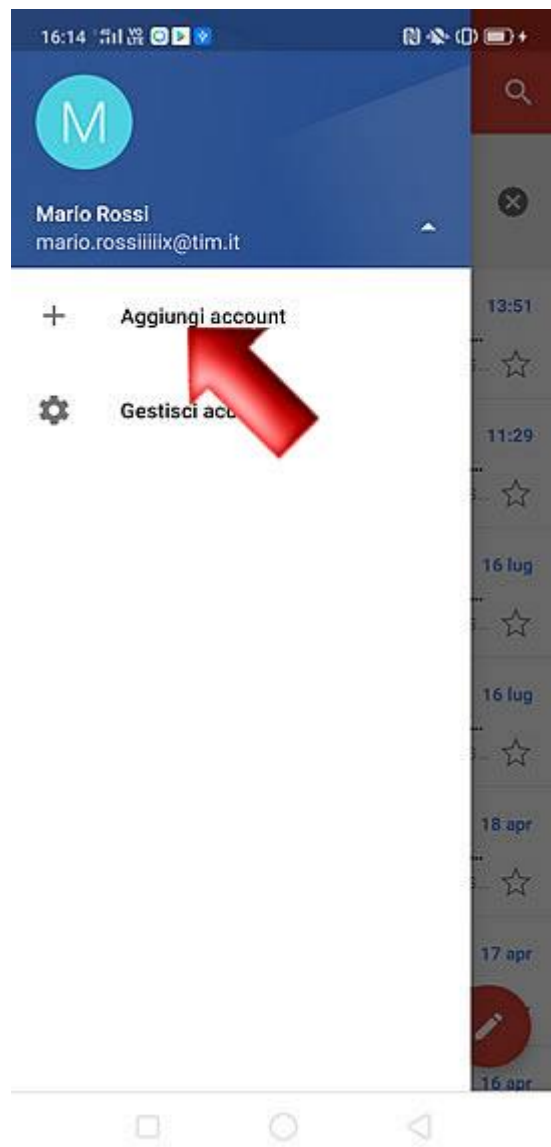 16:14
M
Mario Rossi
mario.rossiiiiix@tim.it
Aggiungi account
Gestisci
13:51
11:29
16 lug
16 lug
18 apr
17 apr
16 apr